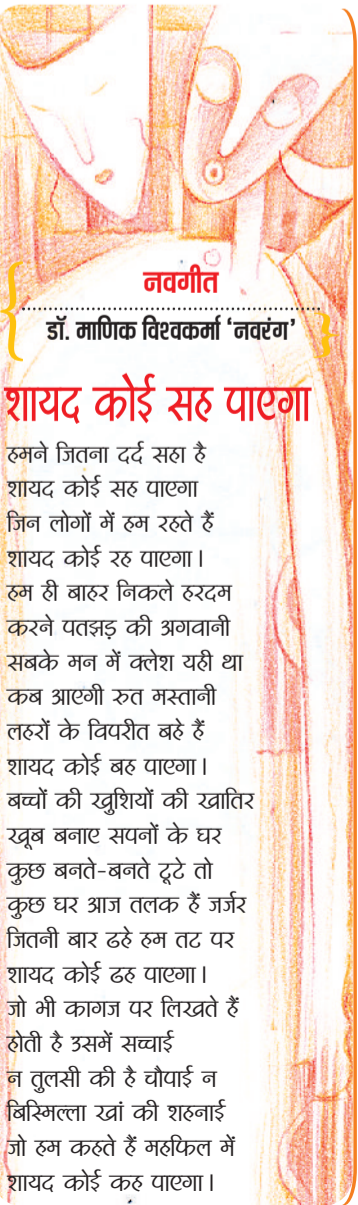 नवगीत
डॉ. माणिक विश्वकर्मा ‘नवरंग’
शायद कोई सह पाएगा
हमने जितना दर्द सहा है
शायद कोई सह पाएगा
जिन लोगों में हम रहते हैं
शायद कोई रह पाएगा।
हम ही बाहर निकले हरदम
करने पतझड़ की अगवानी
सबके मन में क्लेश यही था
कब आएगी रुत मस्तानी
लहरों के विपरीत बहे हैं
शायद कोई बह पाएगा।
बच्चों की खुशियों की खातिर
खूब बनाए सपनों के घर
कुछ बनते-बनते टूटे तो
कुछ घर आज तलक हैं जर्जर
जितनी बार ढहे हम तट पर
शायद कोई ढह पाएगा।
जो भी कागज पर लिखते हैं
होती है उसमें सच्चाई
न तुलसी की है चौपाई न
बिस्मिल्ला खां की शहनाई
जो हम कहते हैं महफिल में
शायद कोई कह पाएगा।